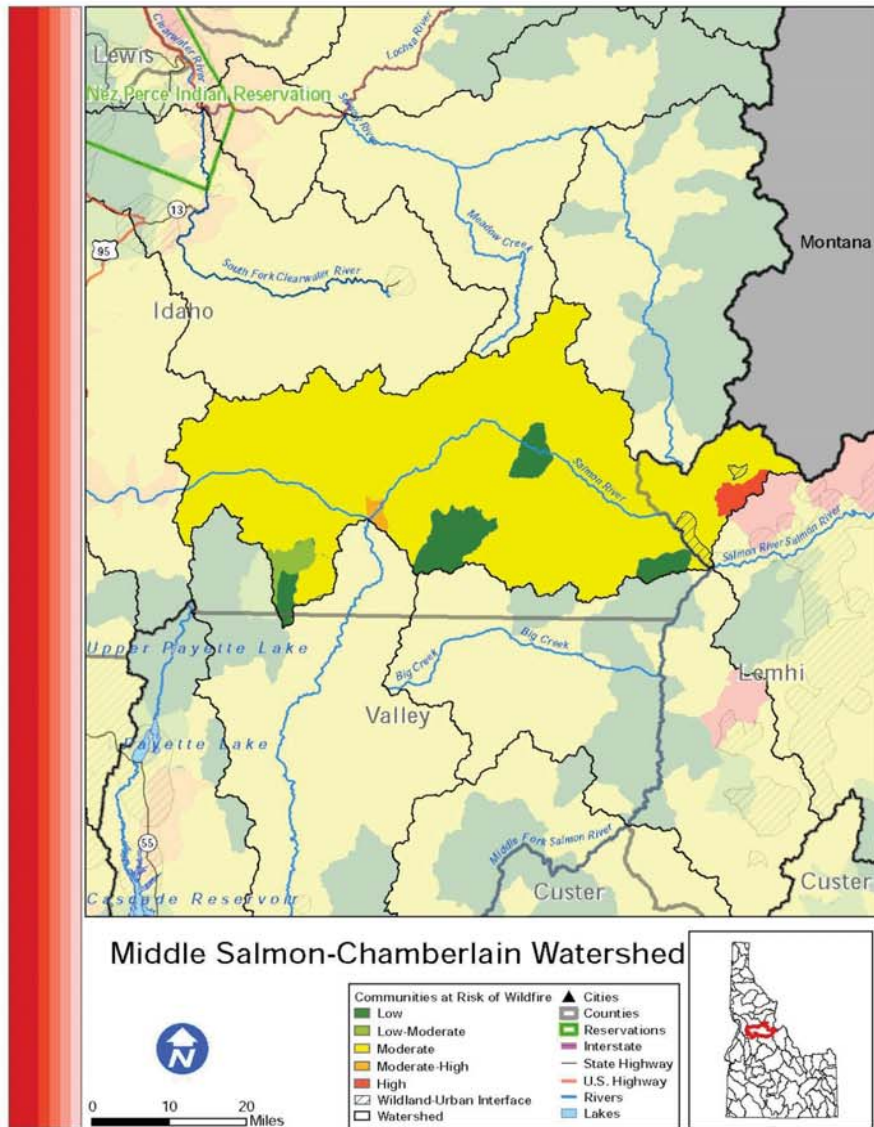 Lewis
Clearwater River
Lochsa River
Nez Perce Indian Reservation
13
95
Meadow Creek
Montana
South Fork Clearwater River
Idaho
Salmon River
Salmon River Salmon River
Upper Payette Lake
Big Creek
Big Creek
Lemhi
Valley
Payette Lake
55
Middle Fork Salmon River
Cascade Reservoir
Custer
Custer
Middle Salmon-Chamberlain Watershed
N
0 10 20
Miles
Communities at Risk of Wildfire
Low
Low-Moderate
Moderate
Moderate-High
High
Wildland-Urban Interface
Watershed
Cities
Counties
Reservations
Interstate
State Highway
U.S. Highway
Rivers
Lakes